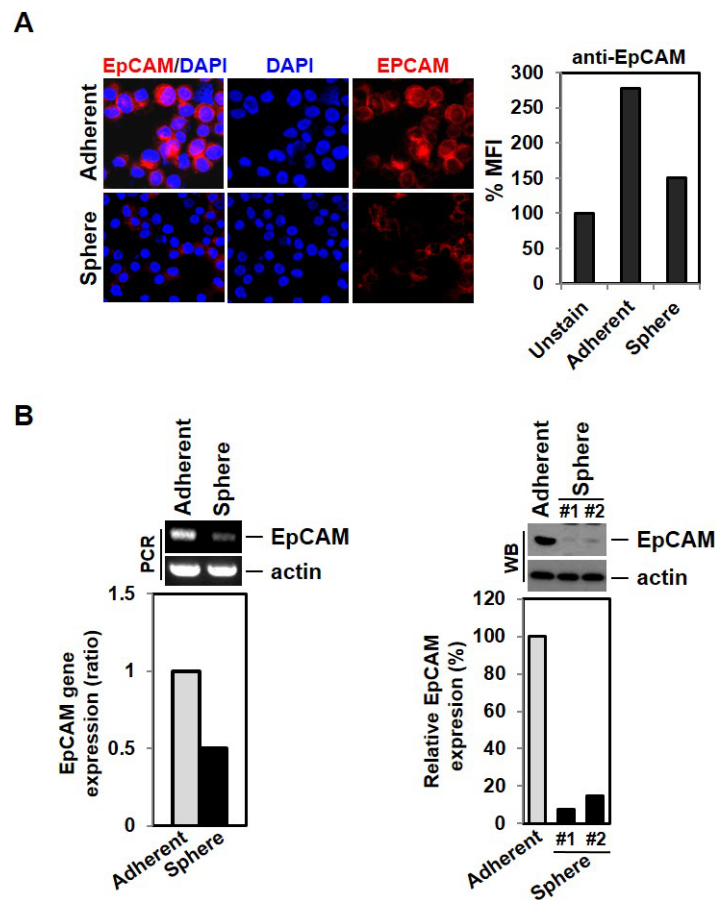 A
EpCAM/DAPI DAPI EPCAM
Adherent
Sphere
anti-EpCAM
% MFI
300
250
200
150
100
50
0
Unstain Adherent Sphere
B
Adherent Sphere
PCR
EpCAM
actin
EpCAM gene
expression (ratio)
1.5
1
0.5
0
Adherent Sphere
Adherent Sphere
#1 #2
WB
EpCAM
actin
Relative EpCAM
expresion (%)
120
100
80
60
40
20
0
Adherent #1 #2
Sphere